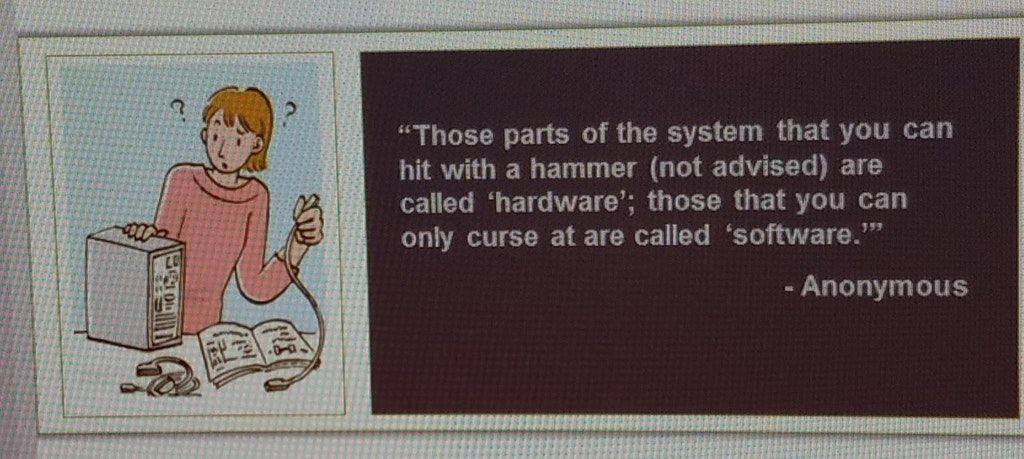 “Those parts of the system that you can
hit with a hammer (not advised) are
called ‘hardware’; those that you can
only curse at are called ‘software.’”
- Anonymous